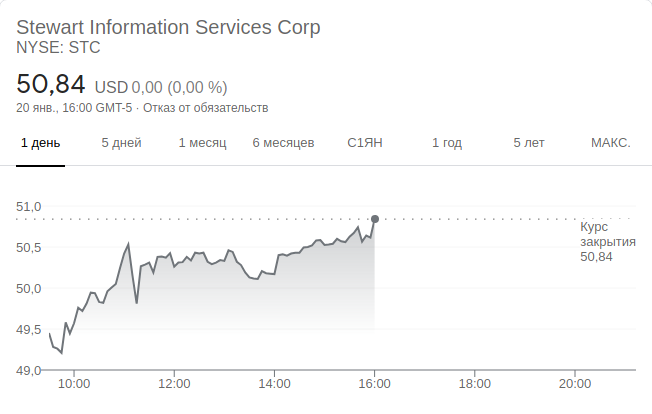 Stewart Information Services Corp
NYSE: STC
50,84 USD 0,00 (0,00 %)
20 янв., 16:00 GMT-5 · Отказ от обязательств
1 день 5 дней 1 месяц 6 месяцев С1ЯН 1 год 5 лет МАКС.
51,0
Курс
закрытия
50,5
50,84
50,0
49,5
49,0
10:00 12:00 14:00 16:00 18:00 20:00